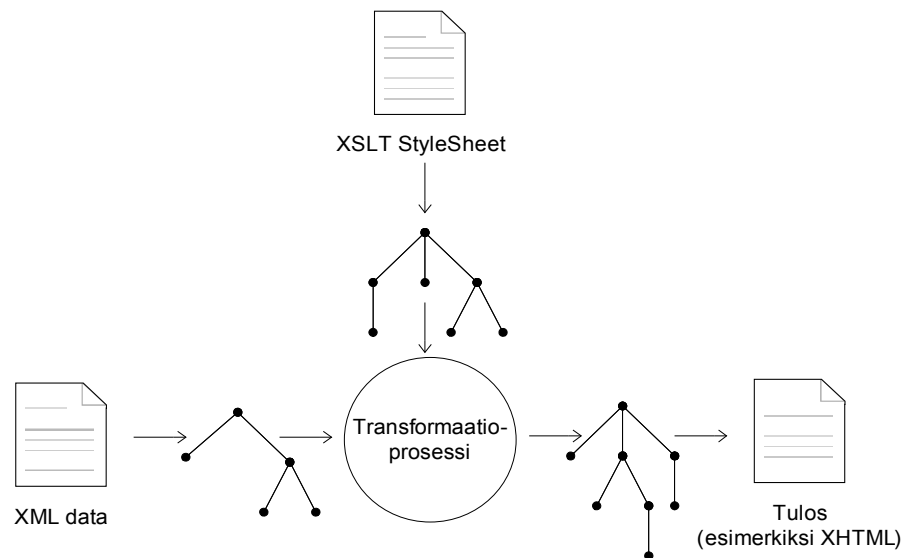 XSLT StyleSheet
Transformaatio-
prosessi
XML data
Tulos
(esimerkiksi XHTML)